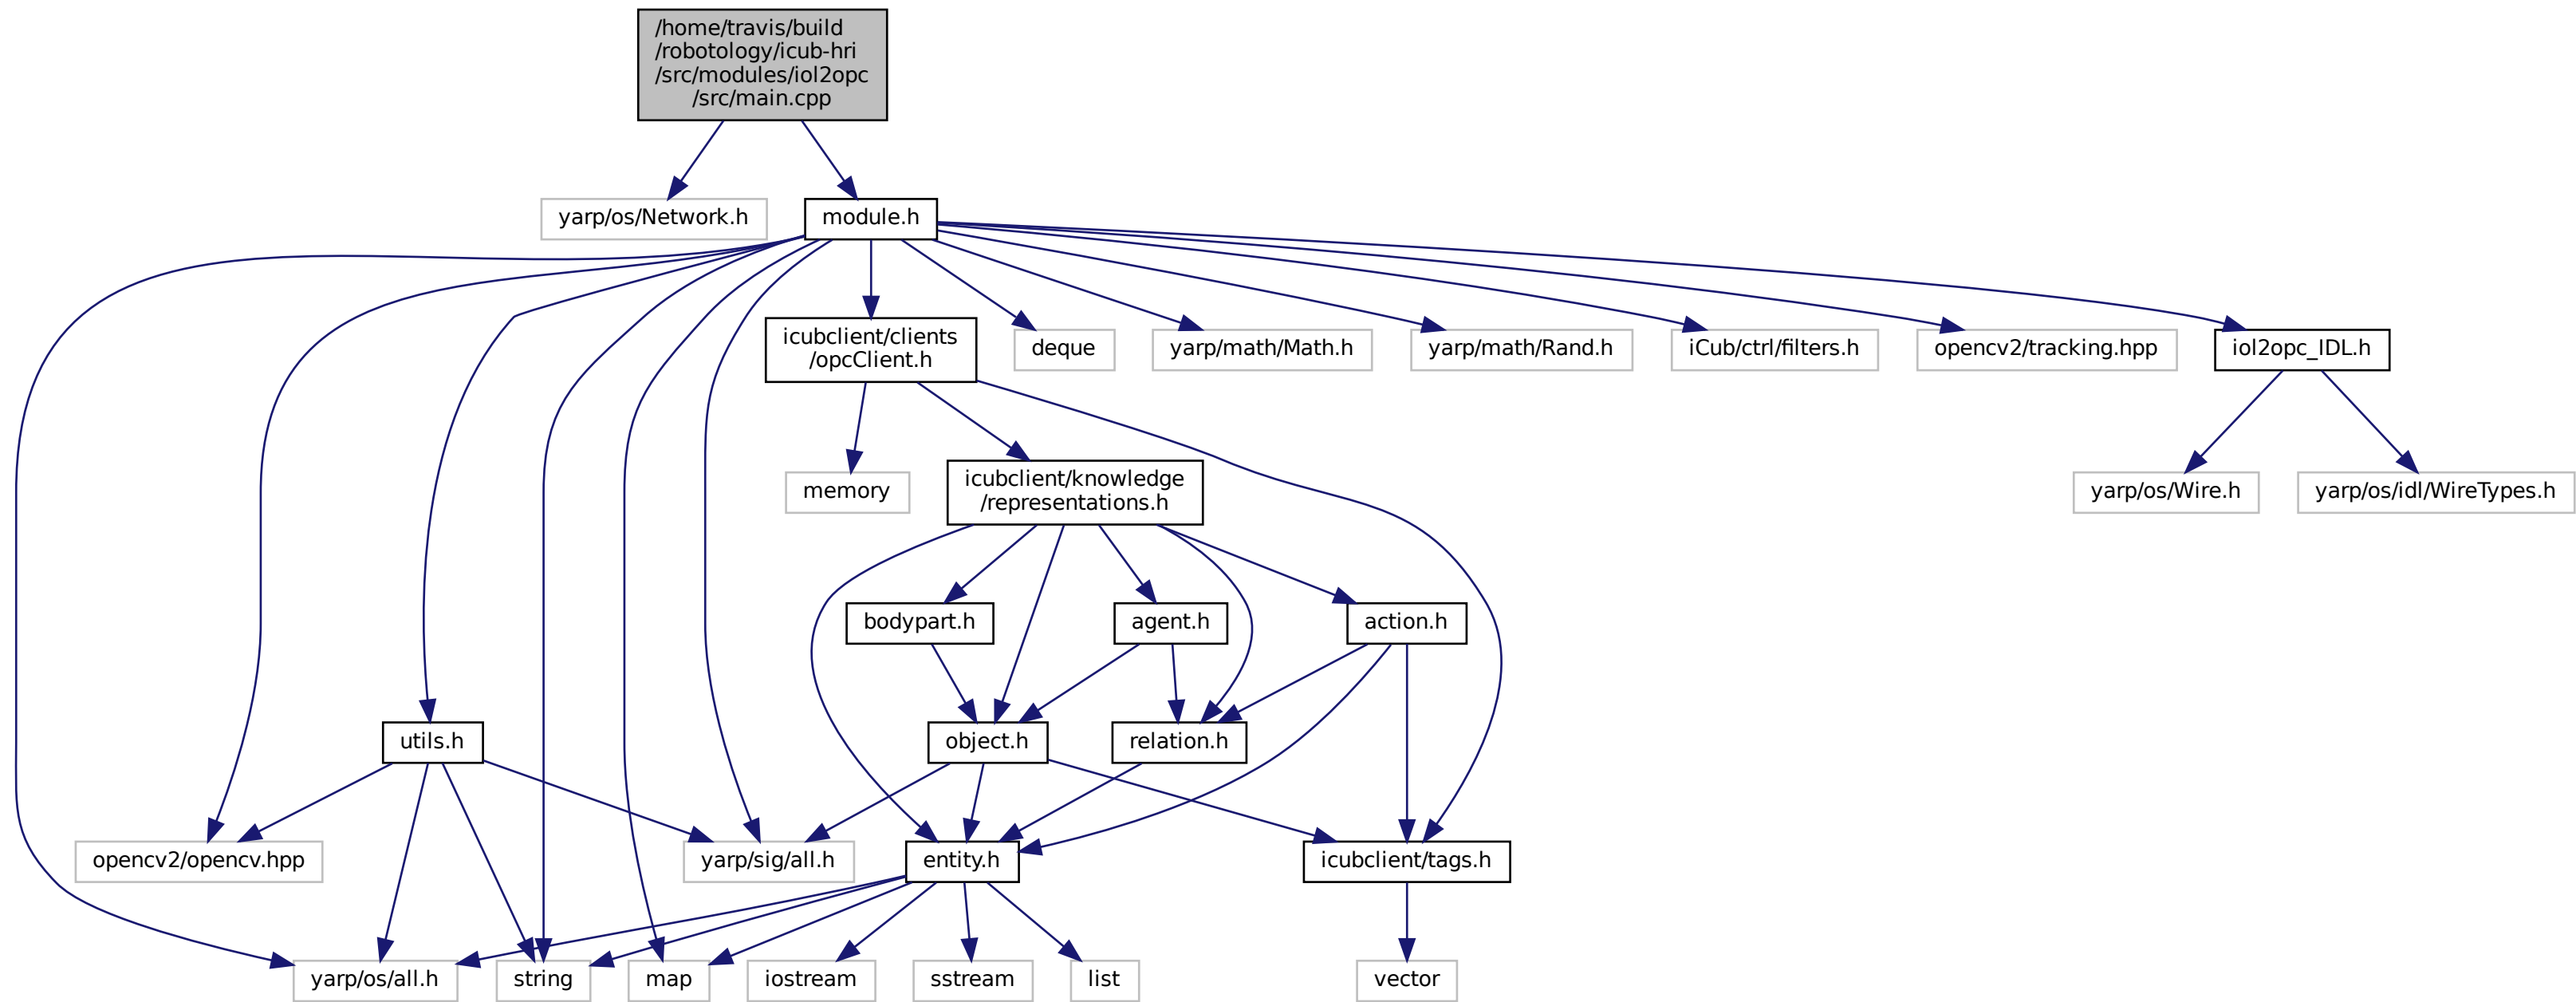 /home/travis/build
/robotology/icub-hri
/src/modules/iol2opc
/src/main.cpp
yarp/os/Network.h
module.h
icubclient/clients
/opcClient.h
deque
yarp/math/Math.h
yarp/math/Rand.h
iCub/ctrl/filters.h
opencv2/tracking.hpp
iol2opc_IDL.h
memory
icubclient/knowledge
/representations.h
yarp/os/Wire.h
yarp/os/idl/WireTypes.h
bodypart.h
agent.h
action.h
utils.h
object.h
relation.h
opencv2/opencv.hpp
yarp/sig/all.h
entity.h
icubclient/tags.h
yarp/os/all.h
string
map
iostream
sstream
list
vector